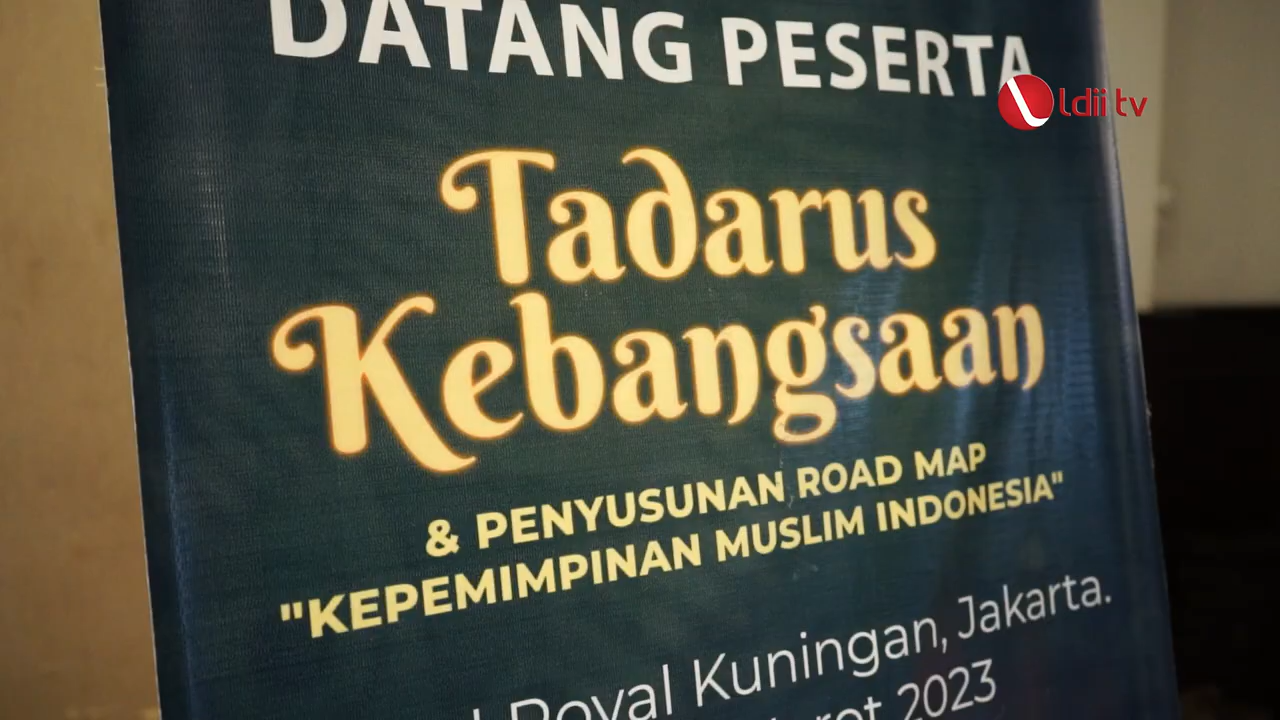 DATANG PESERTA
ldii tv
Tadarus
Kebangsaan
& PENYUSUNAN ROAD MAP
"KEPEMIMPINAN MUSLIM INDONESIA"
Royal Kuningan, Jakarta.
2023